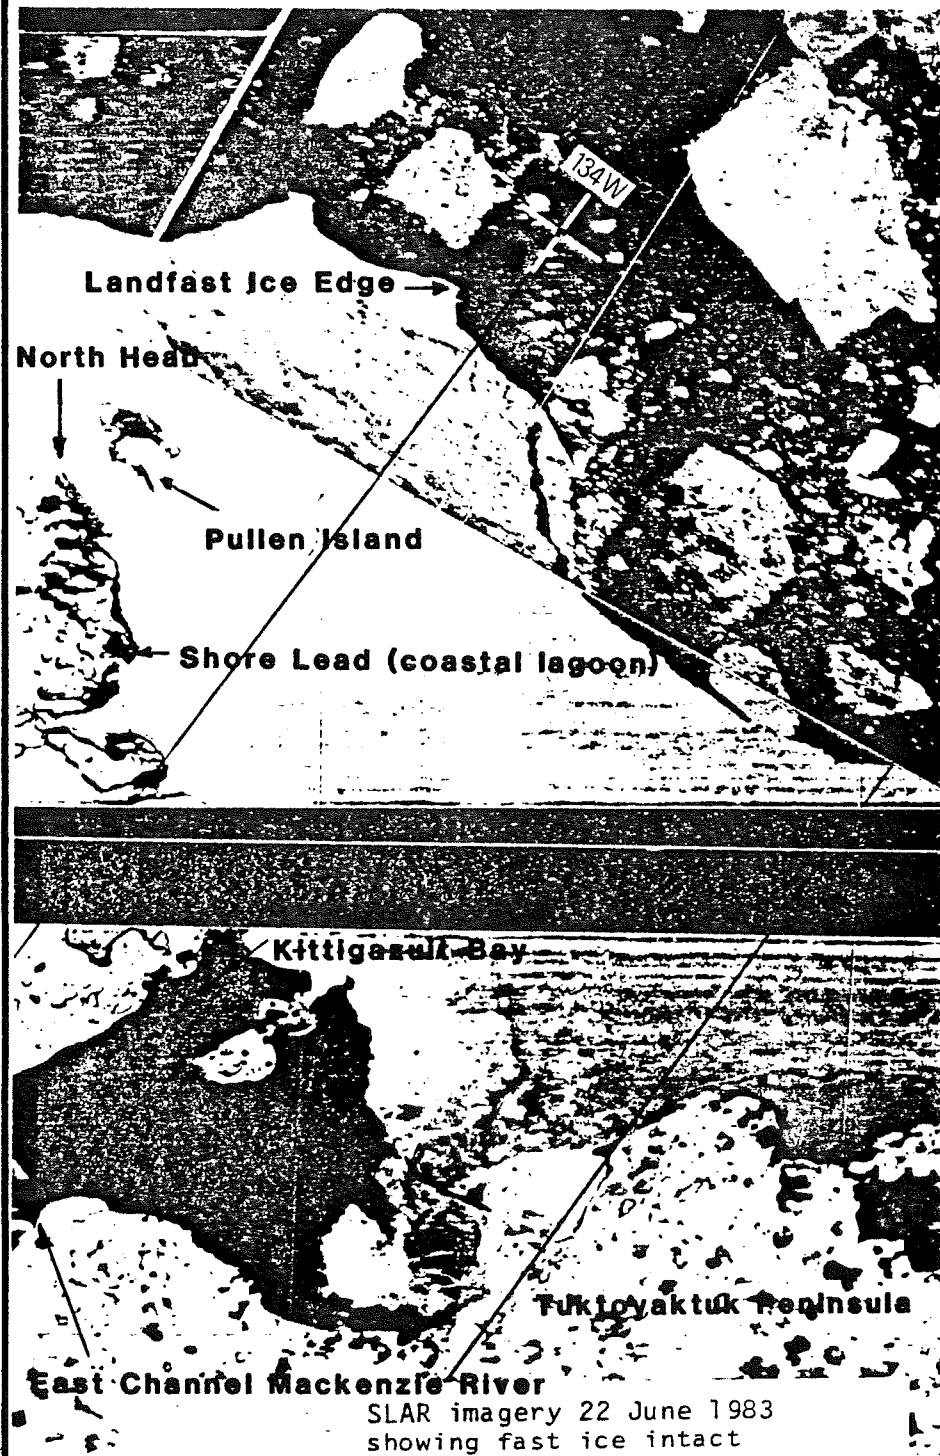 134W
Landfast Ice Edge
North Head
Pullen Island
Shore Lead (coastal lagoon)
Kittigazuit Bay
Tuktoyaktuk Peninsula
East Channel Mackenzie River
SLAR imagery 22 June 1983
showing fast ice intact